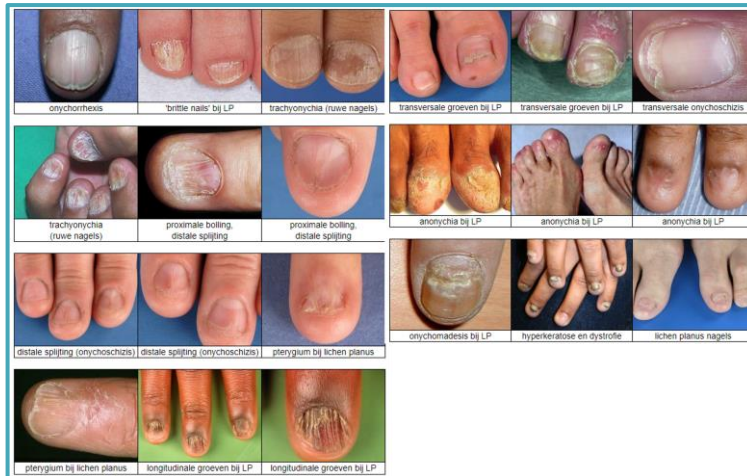 onychorrhexis
'brittle nails' bij LP
trachyonychia (ruwe nagels)
trachyonychia
(ruwe nagels)
proximale bolling,
distale splijting
proximale bolling,
distale splijting
distale splijting (onychoschizis)
distale splijting (onychoschizis)
pterygium bij lichen planus
pterygium bij lichen planus
longitudinale groeven bij LP
longitudinale groeven bij LP
transversale groeven bij LP
transversale groeven bij LP
transversale onychoschizis
anonychia bij LP
anonychia bij LP
anonychia bij LP
onychomadesis bij LP
hyperkeratose en dystrofie
lichen planus nagels